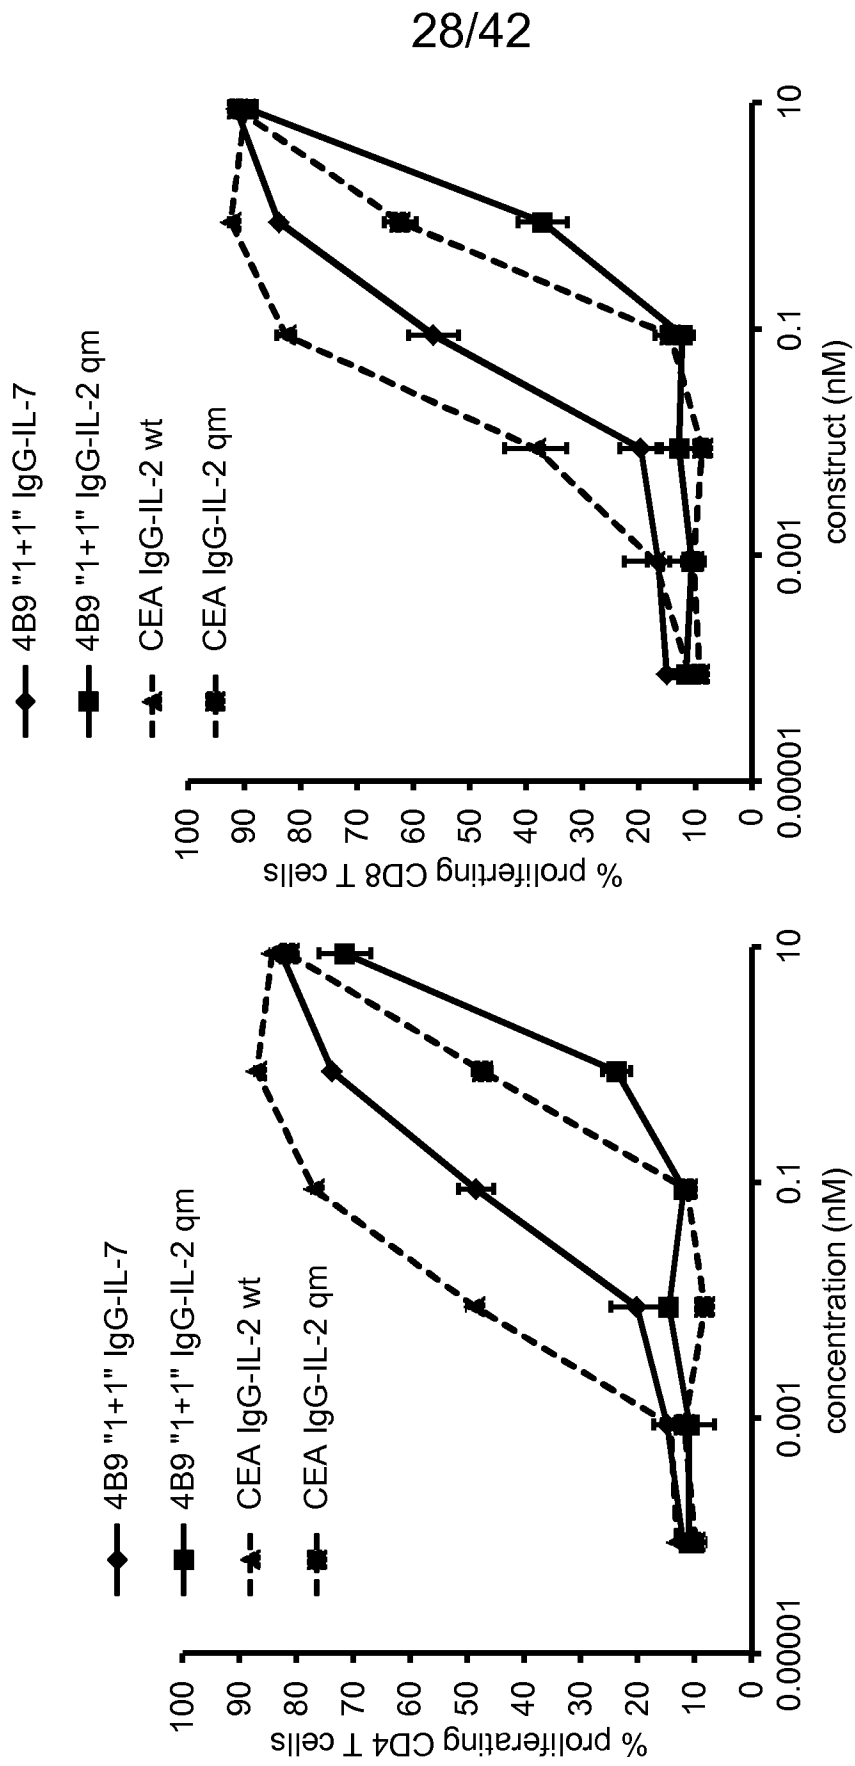 28/42
4B9 "1+1" IgG-IL-7
4B9 "1+1" IgG-IL-2 qm
CEA IgG-IL-2 wt
CEA IgG-IL-2 qm
% proliferating CD4 T cells
100
90
80
70
60
50
40
30
20
10
0
0.00001
0.001
0.1
10
concentration (nM)
4B9 "1+1" IgG-IL-7
4B9 "1+1" IgG-IL-2 qm
CEA IgG-IL-2 wt
CEA IgG-IL-2 qm
% proliferting CD8 T cells
100
90
80
70
60
50
40
30
20
10
0
0.00001
0.001
0.1
10
construct (nM)